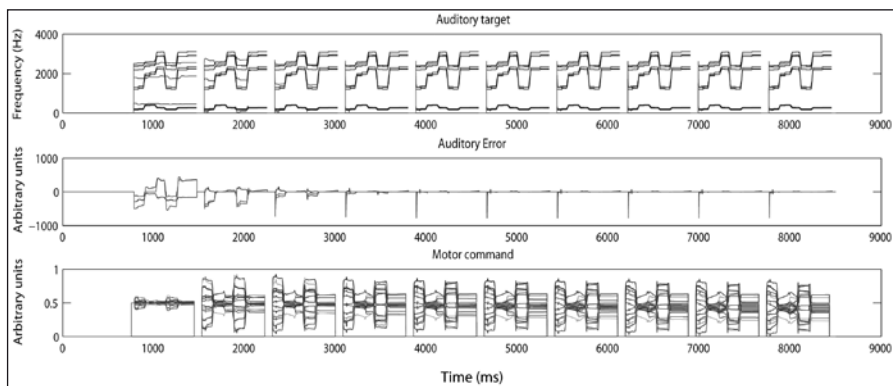 Auditory target
Frequency (Hz)
4000
2000
0
0 1000 2000 3000 4000 5000 6000 7000 8000 9000
Auditory Error
Arbitrary units
1000
0
−1000
0 1000 2000 3000 4000 5000 6000 7000 8000 9000
Motor command
Arbitrary units
1
0.5
0
0 1000 2000 3000 4000 5000 6000 7000 8000 9000
Time (ms)